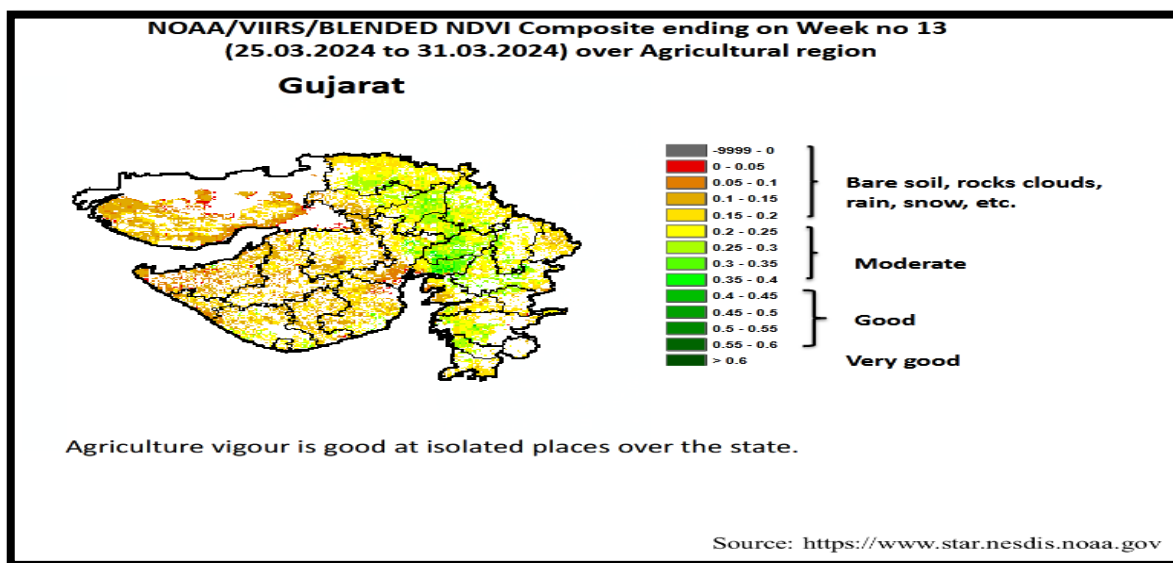 NOAA/VIIRS/BLENDED NDVI Composite ending on Week no 13
(25.03.2024 to 31.03.2024) over Agricultural region
Gujarat
-9999 - 0
0 - 0.05
0.05 - 0.1
0.1 - 0.15
0.15 - 0.2
0.2 - 0.25
0.25 - 0.3
0.3 - 0.35
0.35 - 0.4
0.4 - 0.45
0.45 - 0.5
0.5 - 0.55
0.55 - 0.6
> 0.6
Bare soil, rocks clouds,
rain, snow, etc.
Moderate
Good
Very good
Agriculture vigour is good at isolated places over the state.
Source: https://www.star.nesdis.noaa.gov